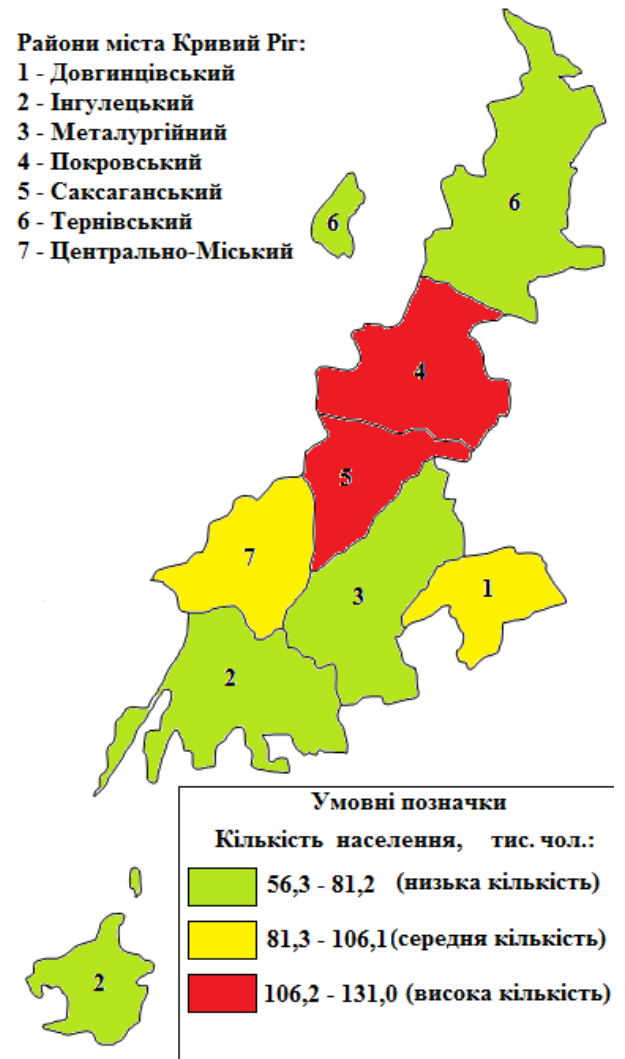 Райони міста Кривий Ріг:
1 - Довгинцівський
2 - Інгулецький
3 - Металургійний
4 - Покровський
5 - Саксаганський
6 - Тернівський
7 - Центрально-Міський
6
6
4
5
7
3
1
2
2
Умовні позначки
Кількість населення, тис. чол.:
56,3 - 81,2 (низька кількість)
81,3 - 106,1 (середня кількість)
106,2 - 131,0 (висока кількість)